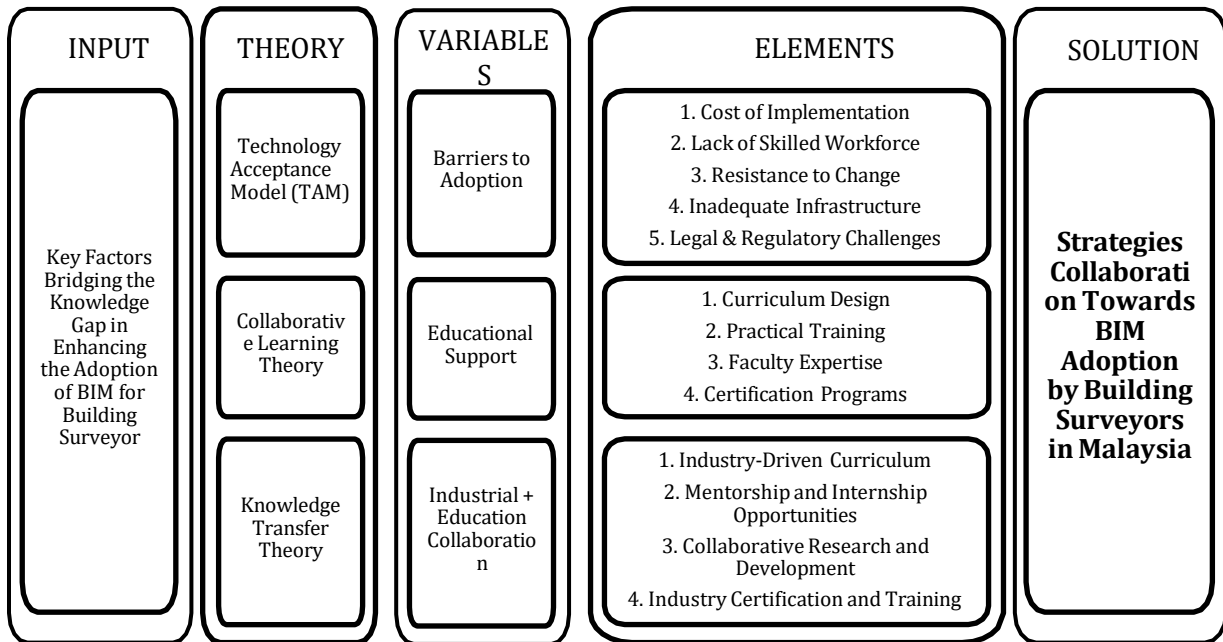 INPUT
Key Factors
Bridging the
Knowledge
Gap in
Enhancing
the Adoption
of BIM for
Building
Surveyor
THEORY
Technology
Acceptance
Model (TAM)
Collaborativ
e Learning
Theory
Knowledge
Transfer
Theory
VARIABLE
S
Barriers to
Adoption
Educational
Support
Industrial +
Education
Collaboratio
n
ELEMENTS
1. Cost of Implementation
2. Lack of Skilled Workforce
3. Resistance to Change
4. Inadequate Infrastructure
5. Legal & Regulatory Challenges
1. Curriculum Design
2. Practical Training
3. Faculty Expertise
4. Certification Programs
1. Industry-Driven Curriculum
2. Mentorship and Internship
Opportunities
3. Collaborative Research and
Development
4. Industry Certification and Training
SOLUTION
Strategies
Collaborati
on Towards
BIM
Adoption
by Building
Surveyors
in Malaysia